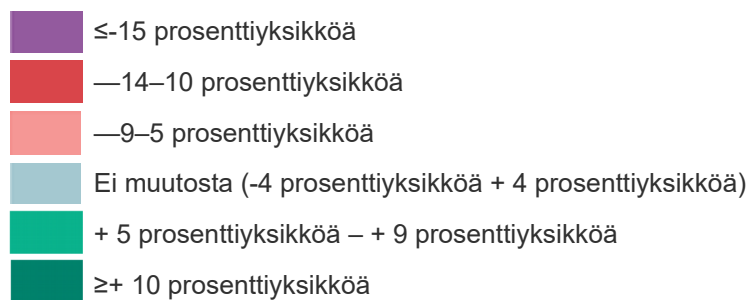 ≤-15 prosenttiyksikköä
—14–10 prosenttiyksikköä
—9–5 prosenttiyksikköä
Ei muutosta (-4 prosenttiyksikköä + 4 prosenttiyksikköä)
+ 5 prosenttiyksikköä – + 9 prosenttiyksikköä
≥+ 10 prosenttiyksikköä